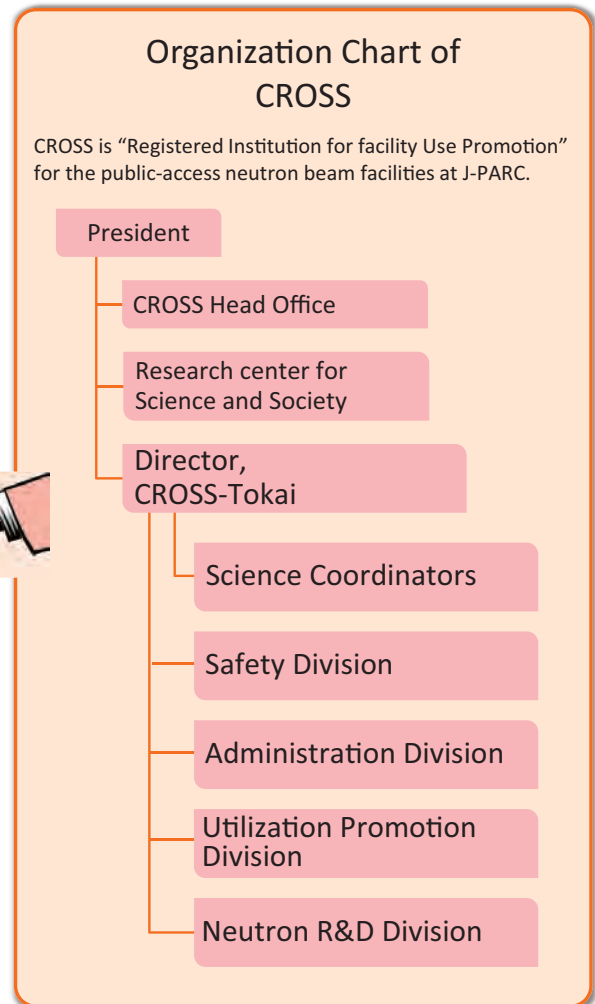 Organization Chart of
CROSS
CROSS is “Registered Institution for facility Use Promotion”
for the public-access neutron beam facilities at J-PARC.
President
CROSS Head Office
Research center for
Science and Society
Director,
CROSS-Tokai
Science Coordinators
Safety Division
Administration Division
Utilization Promotion
Division
Neutron R&D Division